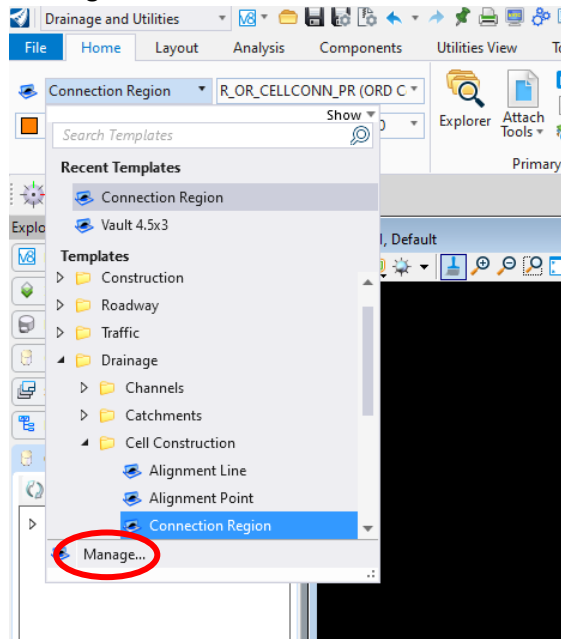 Drainage and Utilities
File Home Layout Analysis Components Utilities View
Connection Region R_OR_CELLCONN_PR (ORD C
Show
Search Templates
Explorer Attach
Tools
Primary
Recent Templates
Connection Region
Explo
Vault 4.5x3
, Default
Templates
Construction
Roadway
Traffic
Drainage
Channels
Catchments
Cell Construction
Alignment Line
Alignment Point
Connection Region
Manage...